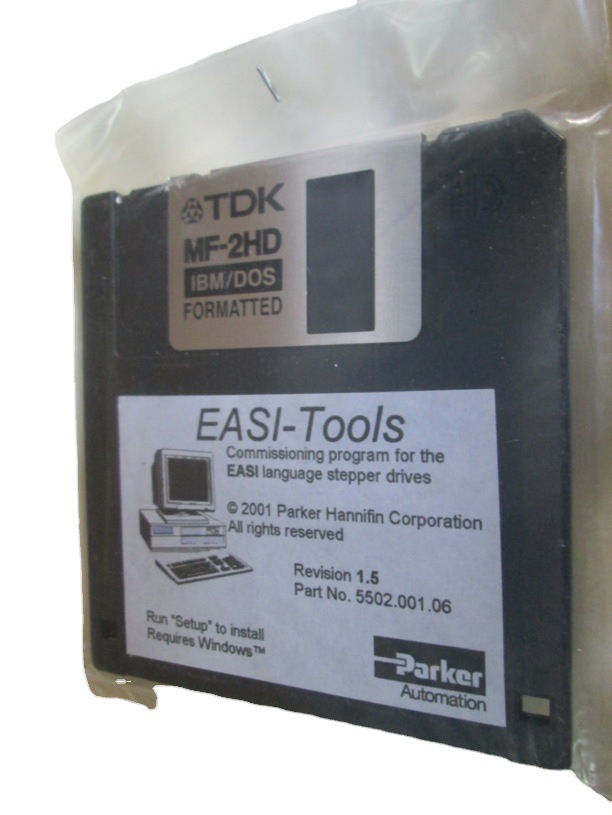 HD
TDK
MF-2HD
IBM/DOS
FORMATTED
EASI-Tools
Commissioning program for the
EASI language stepper drives
© 2001 Parker Hannifin Corporation
All rights reserved
Revision 1.5
Part No. 5502.001.06
Run "Setup" to install
Requires Windows™
Parker
Automation